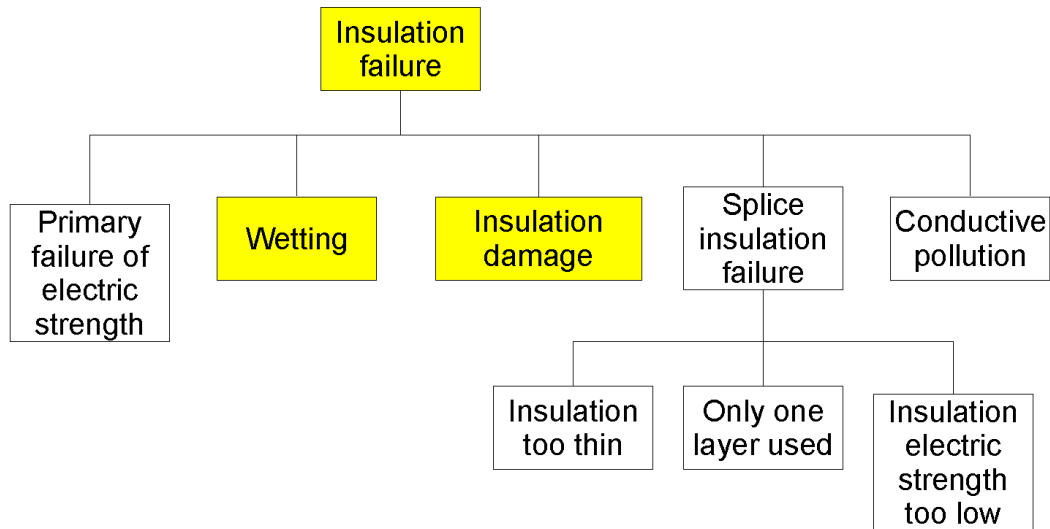 Insulation
failure
Primary
failure of
electric
strength
Wetting
Insulation
damage
Splice
insulation
failure
Conductive
pollution
Insulation
too thin
Only one
layer used
Insulation
electric
strength
too low